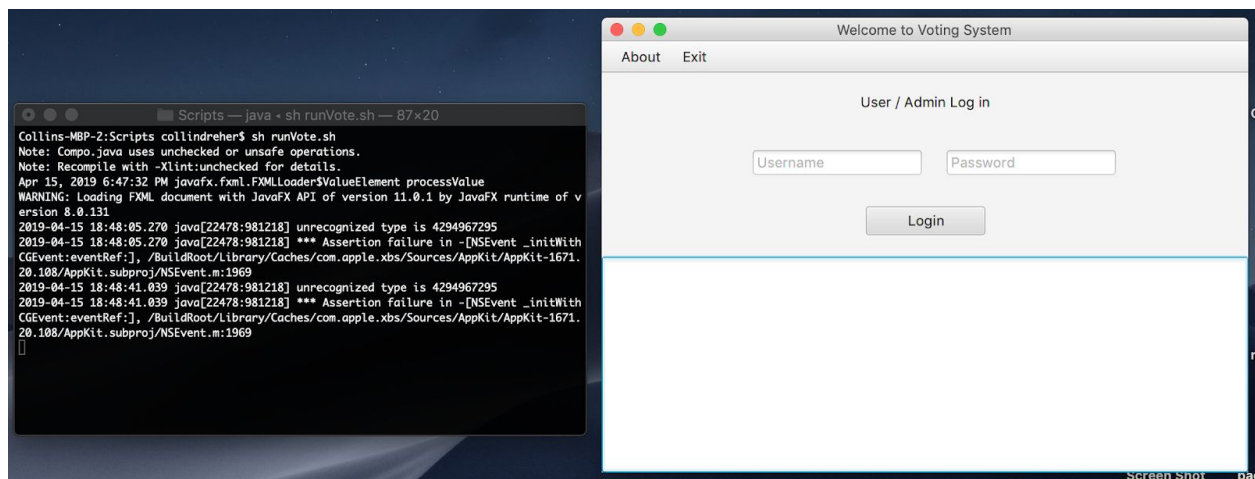 Scripts — java ◂ sh runVote.sh — 87×20
Collins-MBP-2:Scripts collindreher$ sh runVote.sh
Note: Compo.java uses unchecked or unsafe operations.
Note: Recompile with -Xlint:unchecked for details.
Apr 15, 2019 6:47:32 PM javafx.fxml.FXMLLoader$ValueElement processValue
WARNING: Loading FXML document with JavaFX API of version 11.0.1 by JavaFX runtime of v
ersion 8.0.131
2019-04-15 18:48:05.270 java[22478:981218] unrecognized type is 4294967295
2019-04-15 18:48:05.270 java[22478:981218] *** Assertion failure in -[NSEvent _initWith
CGEvent:eventRef:], /BuildRoot/Library/Caches/com.apple.xbs/Sources/AppKit/AppKit-1671.
20.108/AppKit.subproj/NSEvent.m:1969
2019-04-15 18:48:41.039 java[22478:981218] unrecognized type is 4294967295
2019-04-15 18:48:41.039 java[22478:981218] *** Assertion failure in -[NSEvent _initWith
CGEvent:eventRef:], /BuildRoot/Library/Caches/com.apple.xbs/Sources/AppKit/AppKit-1671.
20.108/AppKit.subproj/NSEvent.m:1969
Welcome to Voting System
About Exit
User / Admin Log in
Username Password
Login
Screen Shot